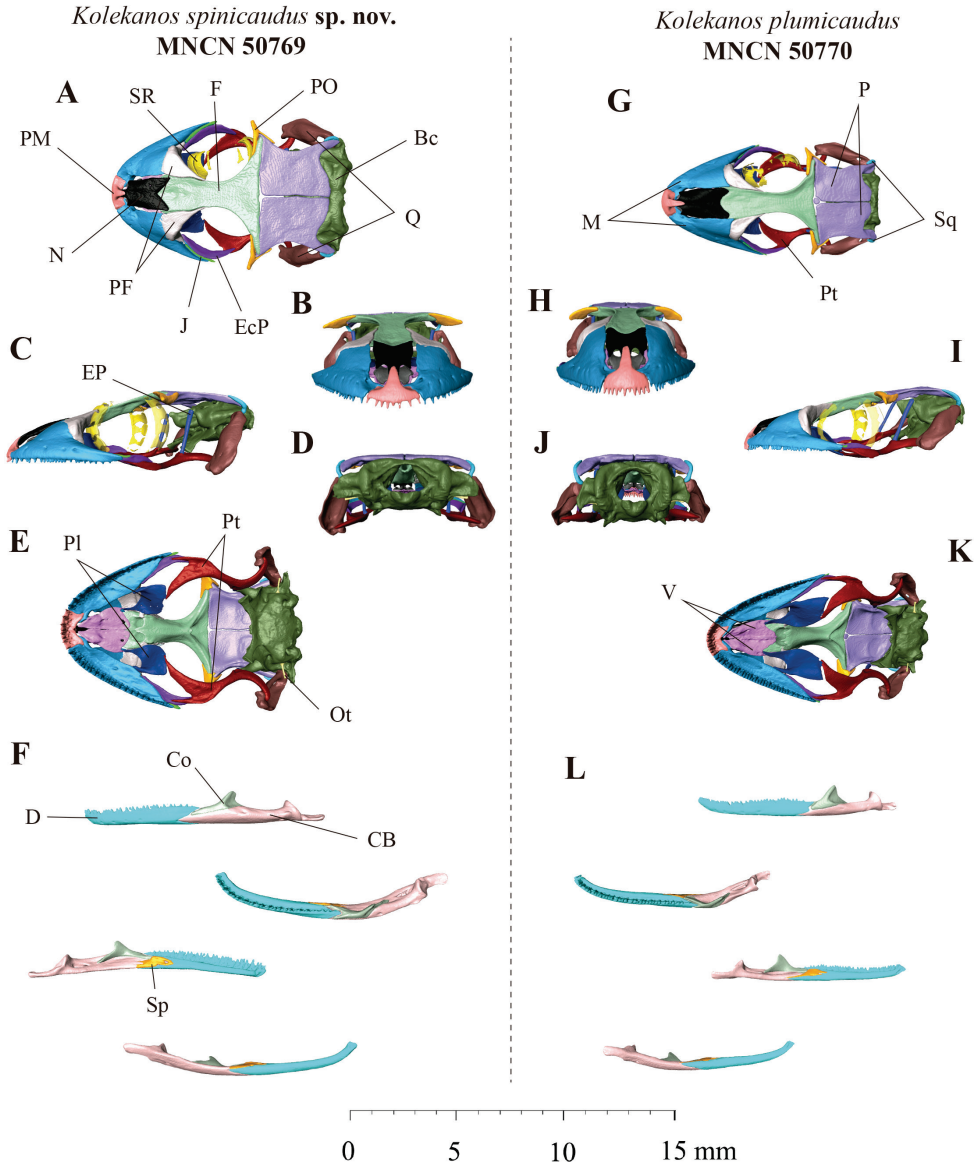 Kolekanos spinicaudus sp. nov.
MNCN 50769
Kolekanos plumicaudus
MNCN 50770
A
SR
F
PO
PM
Bc
Q
N
PF
J
EcP
G
P
M
Sq
Pt
B
H
C
EP
I
D
J
E
Pl
Pt
Ot
K
V
F
Co
D
CB
Sp
L
0 5 10 15 mm